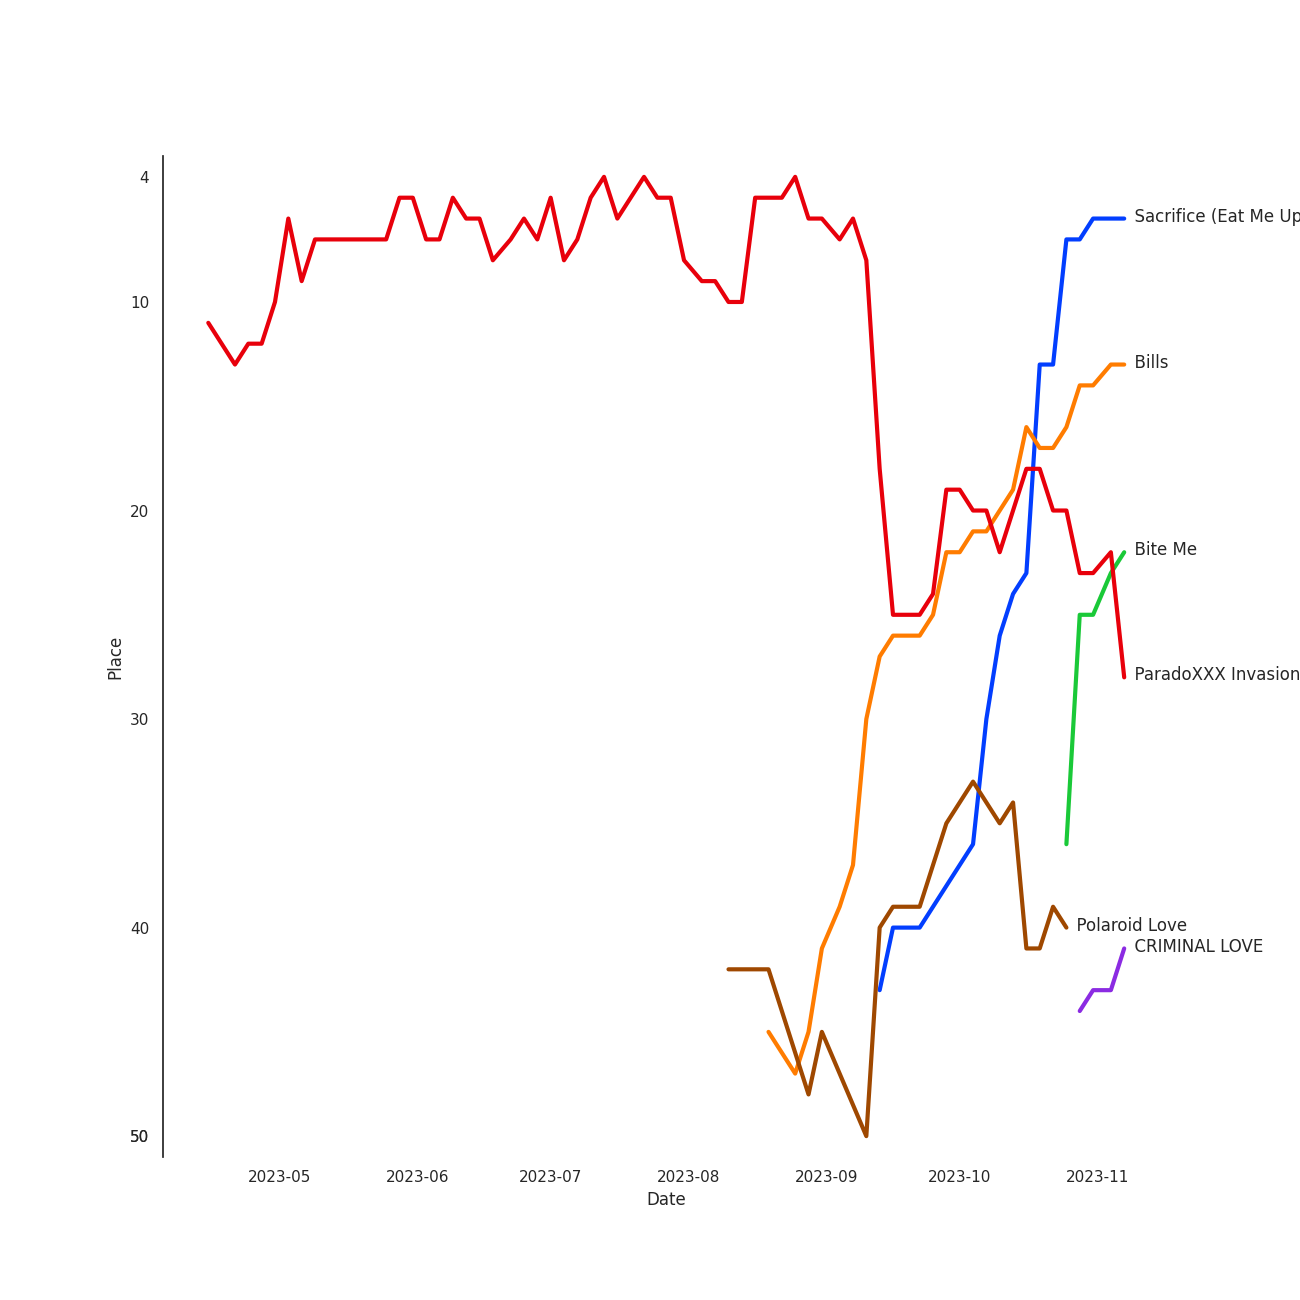 4
Sacrifice (Eat Me Up
10
Bills
20
Bite Me
Place
ParadoXXX Invasion
30
40
Polaroid Love
CRIMINAL LOVE
50
2023-05 2023-06 2023-07 2023-08 2023-09 2023-10 2023-11
Date